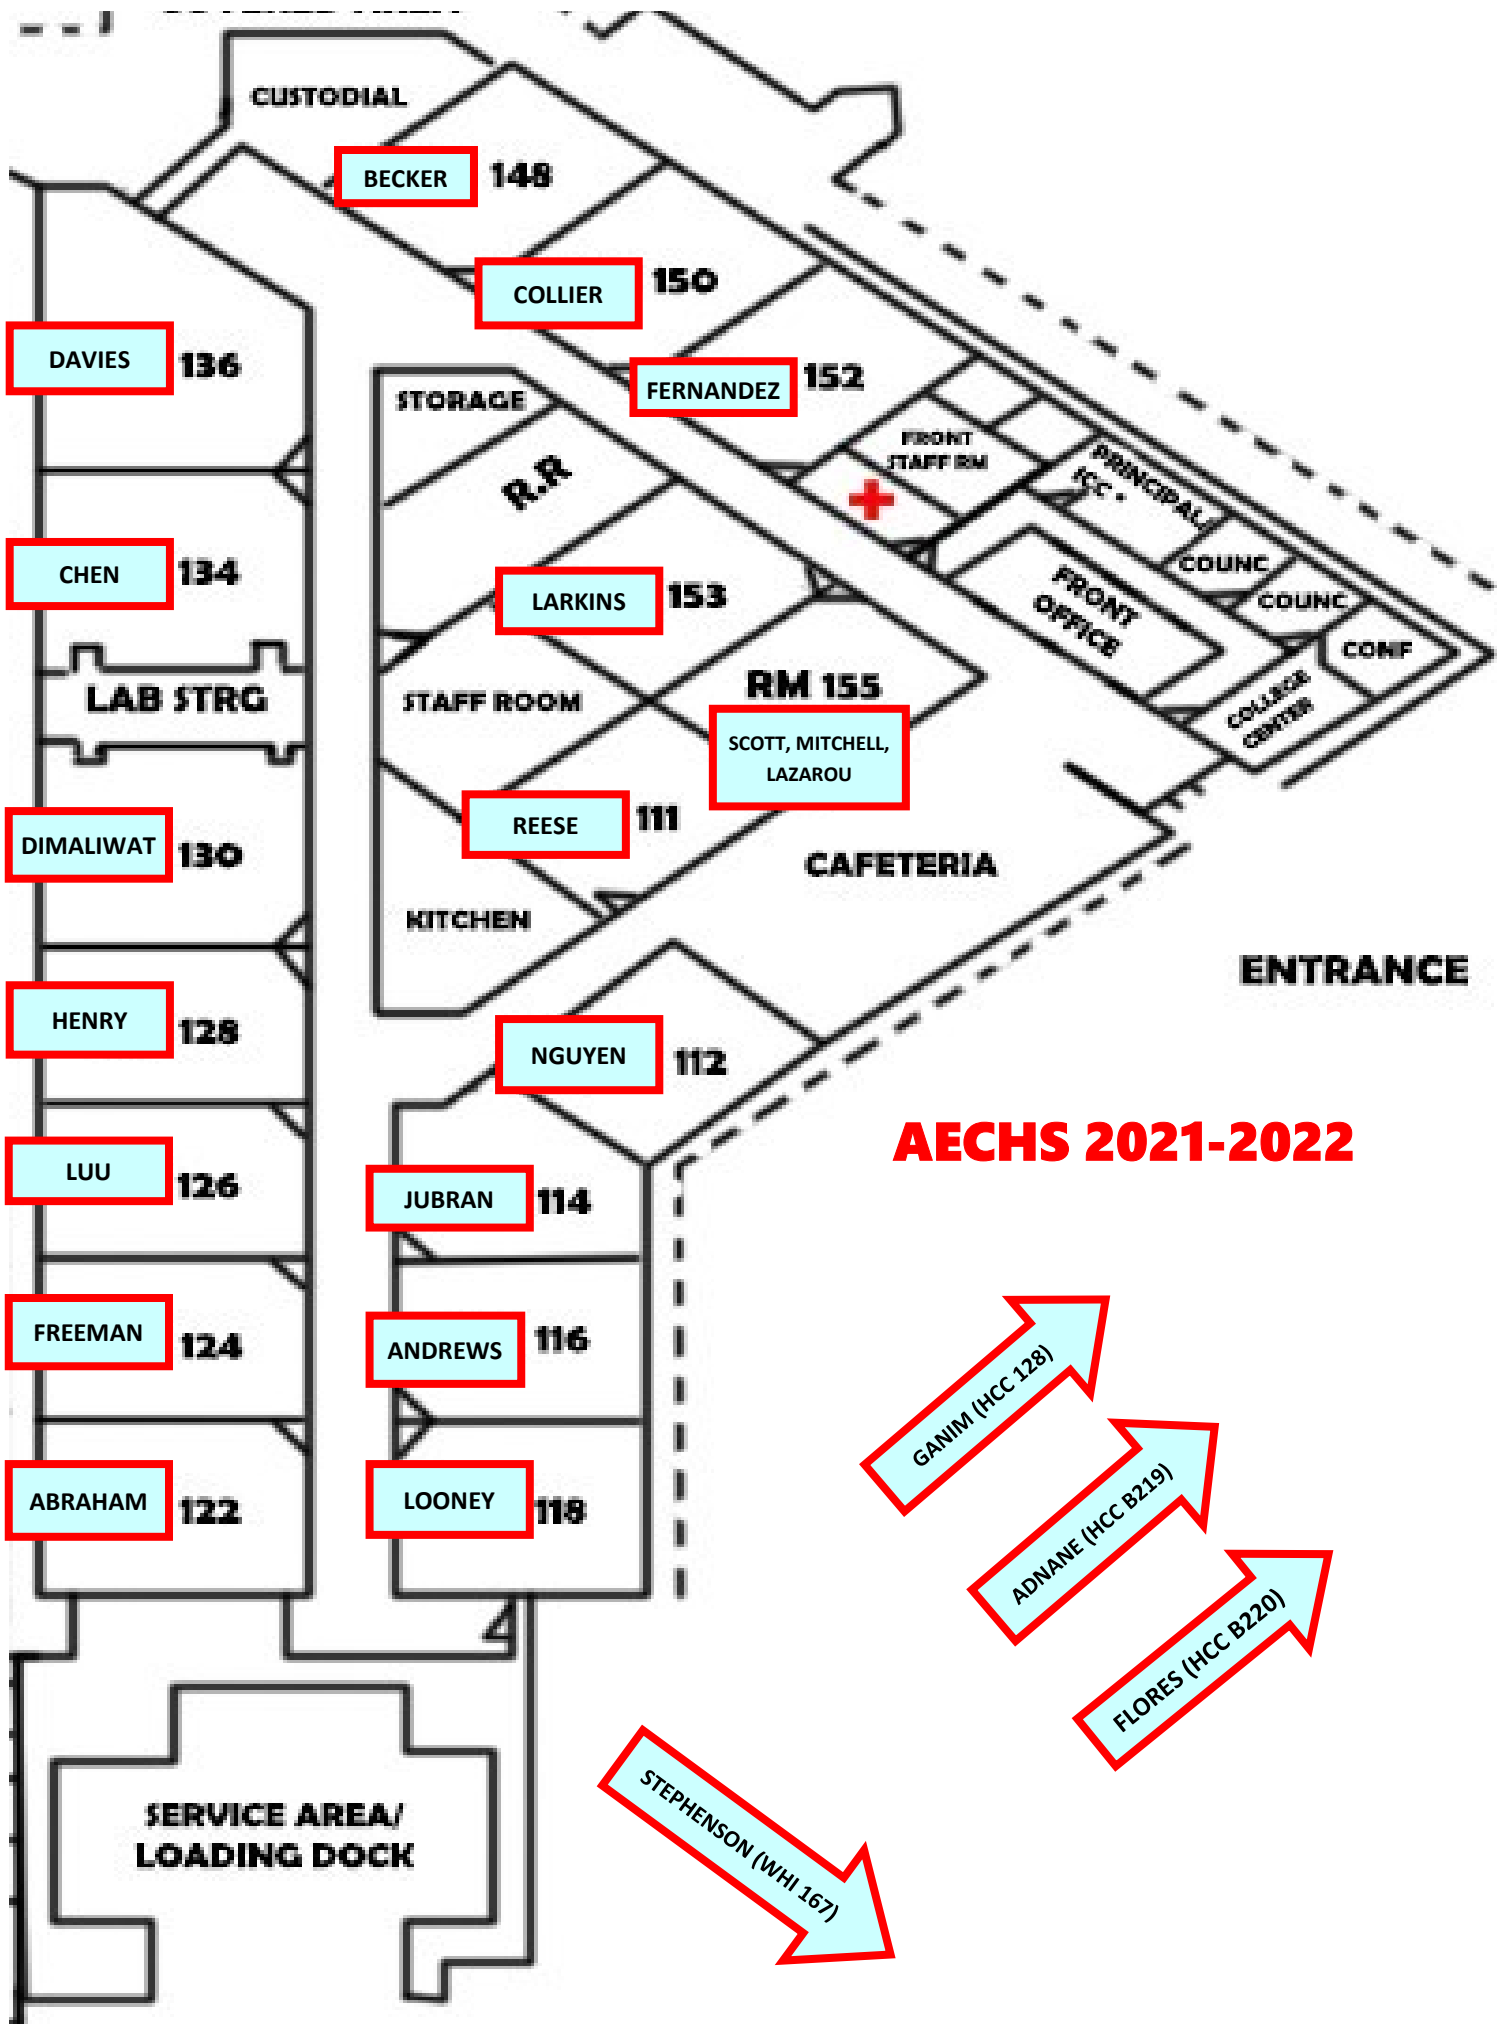 CUSTODIAL
BECKER 148
COLLIER 150
DAVIES 136
FERNANDEZ 152
STORAGE
R.R
FRONT
STAFF RM
PRINCIPAL/
ICC *
COUNC
COUNC
CONF
FRONT
OFFICE
COLLEGE
CENTER
CHEN 134
LARKINS 153
LAB STRG
STAFF ROOM
RM 155
SCOTT, MITCHELL,
LAZAROU
DIMALIWAT 130
REESE 111
CAFETERIA
KITCHEN
ENTRANCE
HENRY 128
NGUYEN 112
AECHS 2021-2022
LUU 126
JUBRAN 114
FREEMAN 124
ANDREWS 116
ABRAHAM 122
LOONEY 118
GANIM (HCC 128)
ADNANE (HCC B219)
FLORES (HCC B220)
STEPHENSON (WHI 167)
SERVICE AREA/
LOADING DOCK